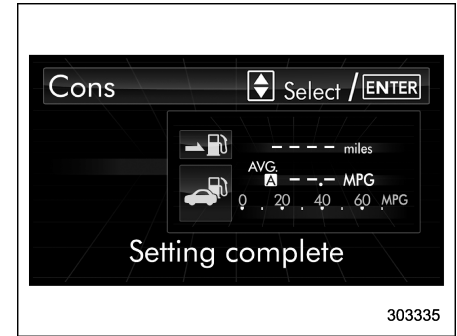 Cons Select / ENTER
---- miles
AVG.
A --.- MPG
0 . 20 . 40 . 60 . MPG
Setting complete
303335